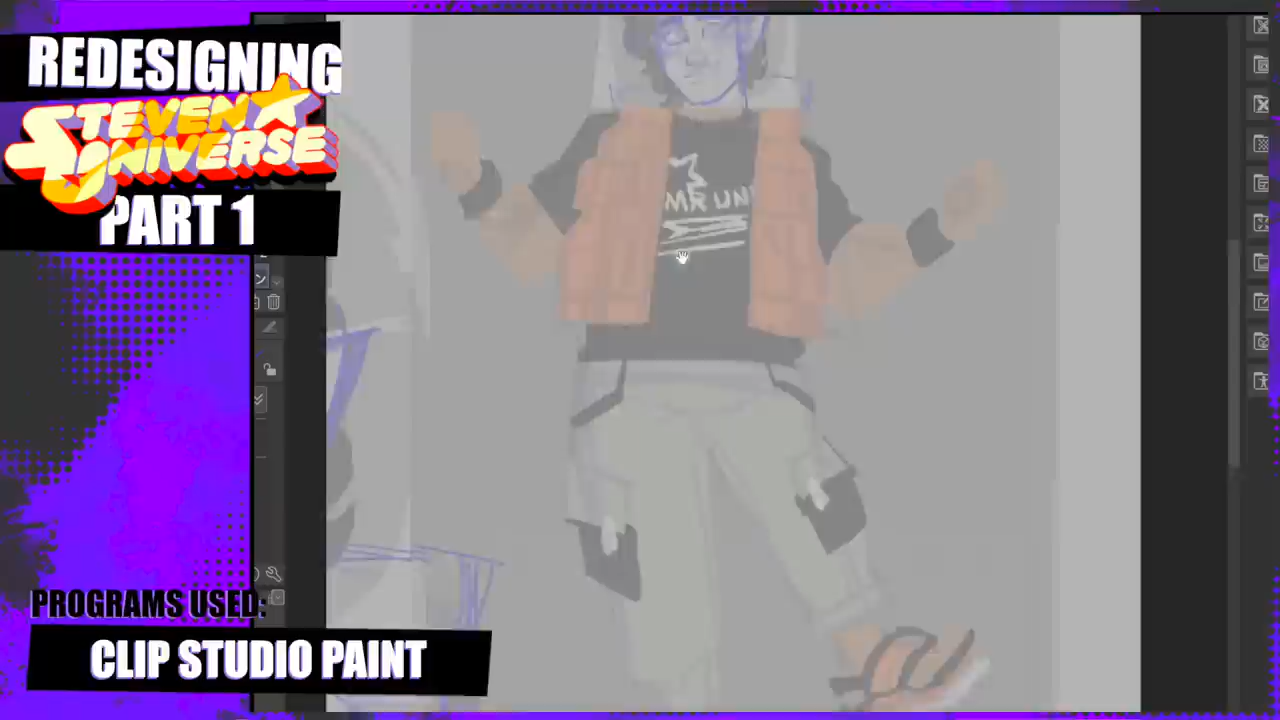 REDESIGNING
STEVEN
UNIVERSE
PART 1
MR UNI
PROGRAMS USED:
CLIP STUDIO PAINT